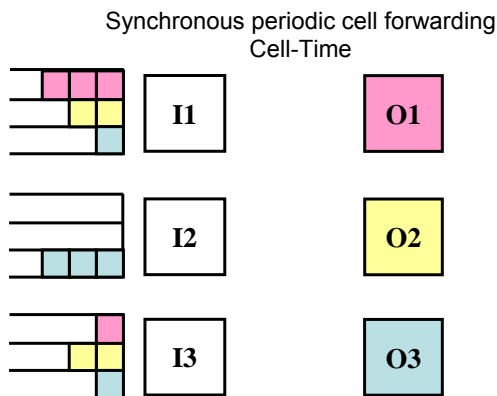 Synchronous periodic cell forwarding
Cell-Time
I1
O1
I2
O2
I3
O3